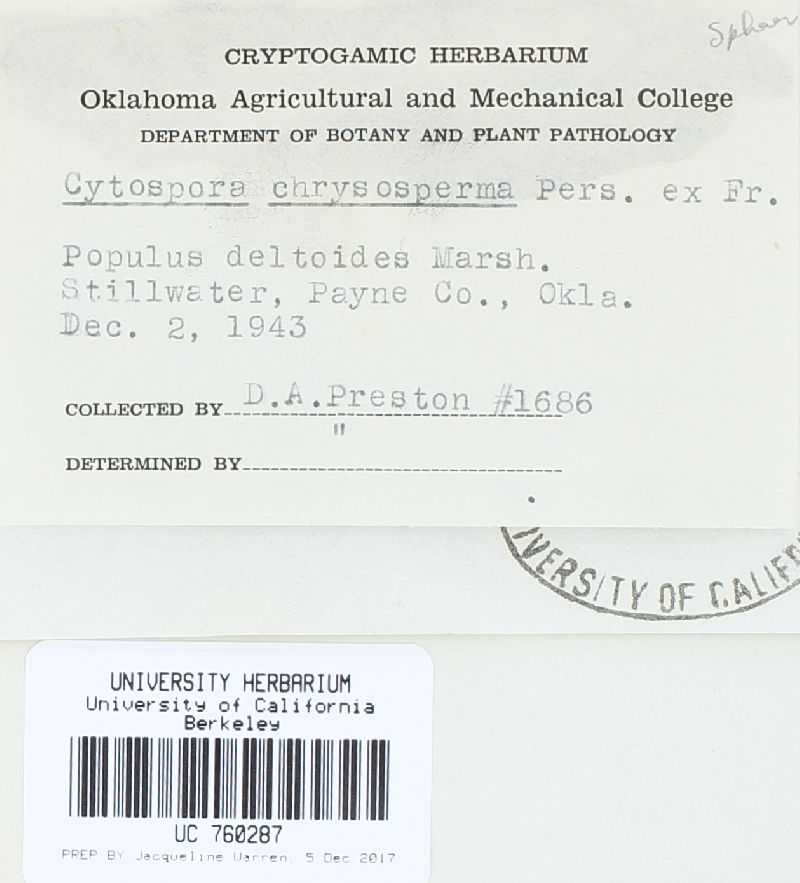 Sphaer
CRYPTOGAMIC HERBARIUM
Oklahoma Agricultural and Mechanical College
DEPARTMENT OF BOTANY AND PLANT PATHOLOGY
Cytospora chrysosperma Pers. ex Fr.
Populus deltoides Marsh.
Stillwater, Payne Co., Okla.
Dec. 2, 1943
COLLECTED BY D.A.Preston #1686
"
DETERMINED BY
IVERSITY OF CALIF
UNIVERSITY HERBARIUM
University of California
Berkeley
UC 760287
PREP BY Jacqueline Warren, 5 Dec 2017